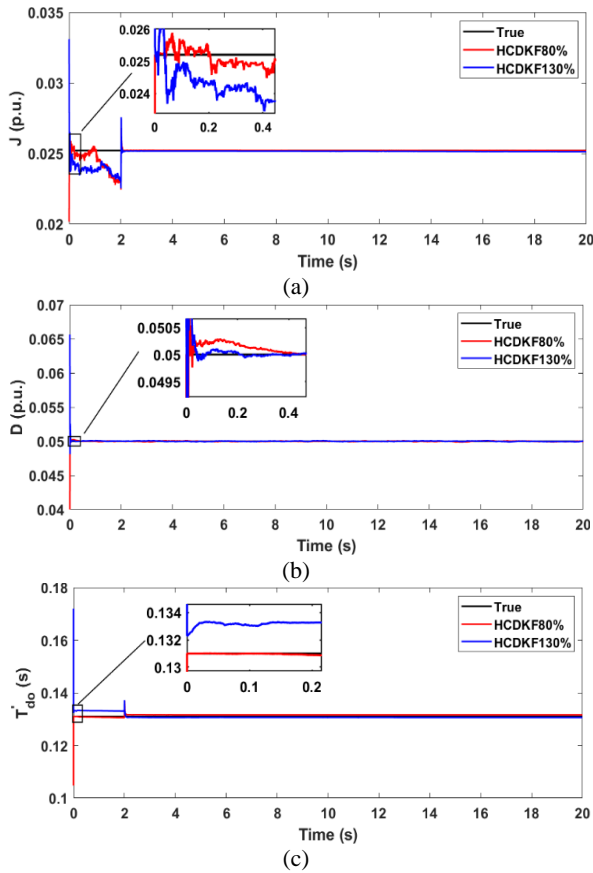 0.035
0.03
0.025
0.02
J (p.u.)
0.026
0.025
0.024
0 0.2 0.4
True
HCDKF80%
HCDKF130%
0 2 4 6 8 10 12 14 16 18 20
Time (s)
(a)
0.07
0.065
0.06
0.055
0.05
0.045
0.04
D (p.u.)
0.0505
0.05
0.0495
0 0.2 0.4
True
HCDKF80%
HCDKF130%
0 2 4 6 8 10 12 14 16 18 20
Time (s)
(b)
0.18
0.16
0.14
0.12
0.1
T'do (s)
0.134
0.132
0.13
0 0.1 0.2
True
HCDKF80%
HCDKF130%
0 2 4 6 8 10 12 14 16 18 20
Time (s)
(c)